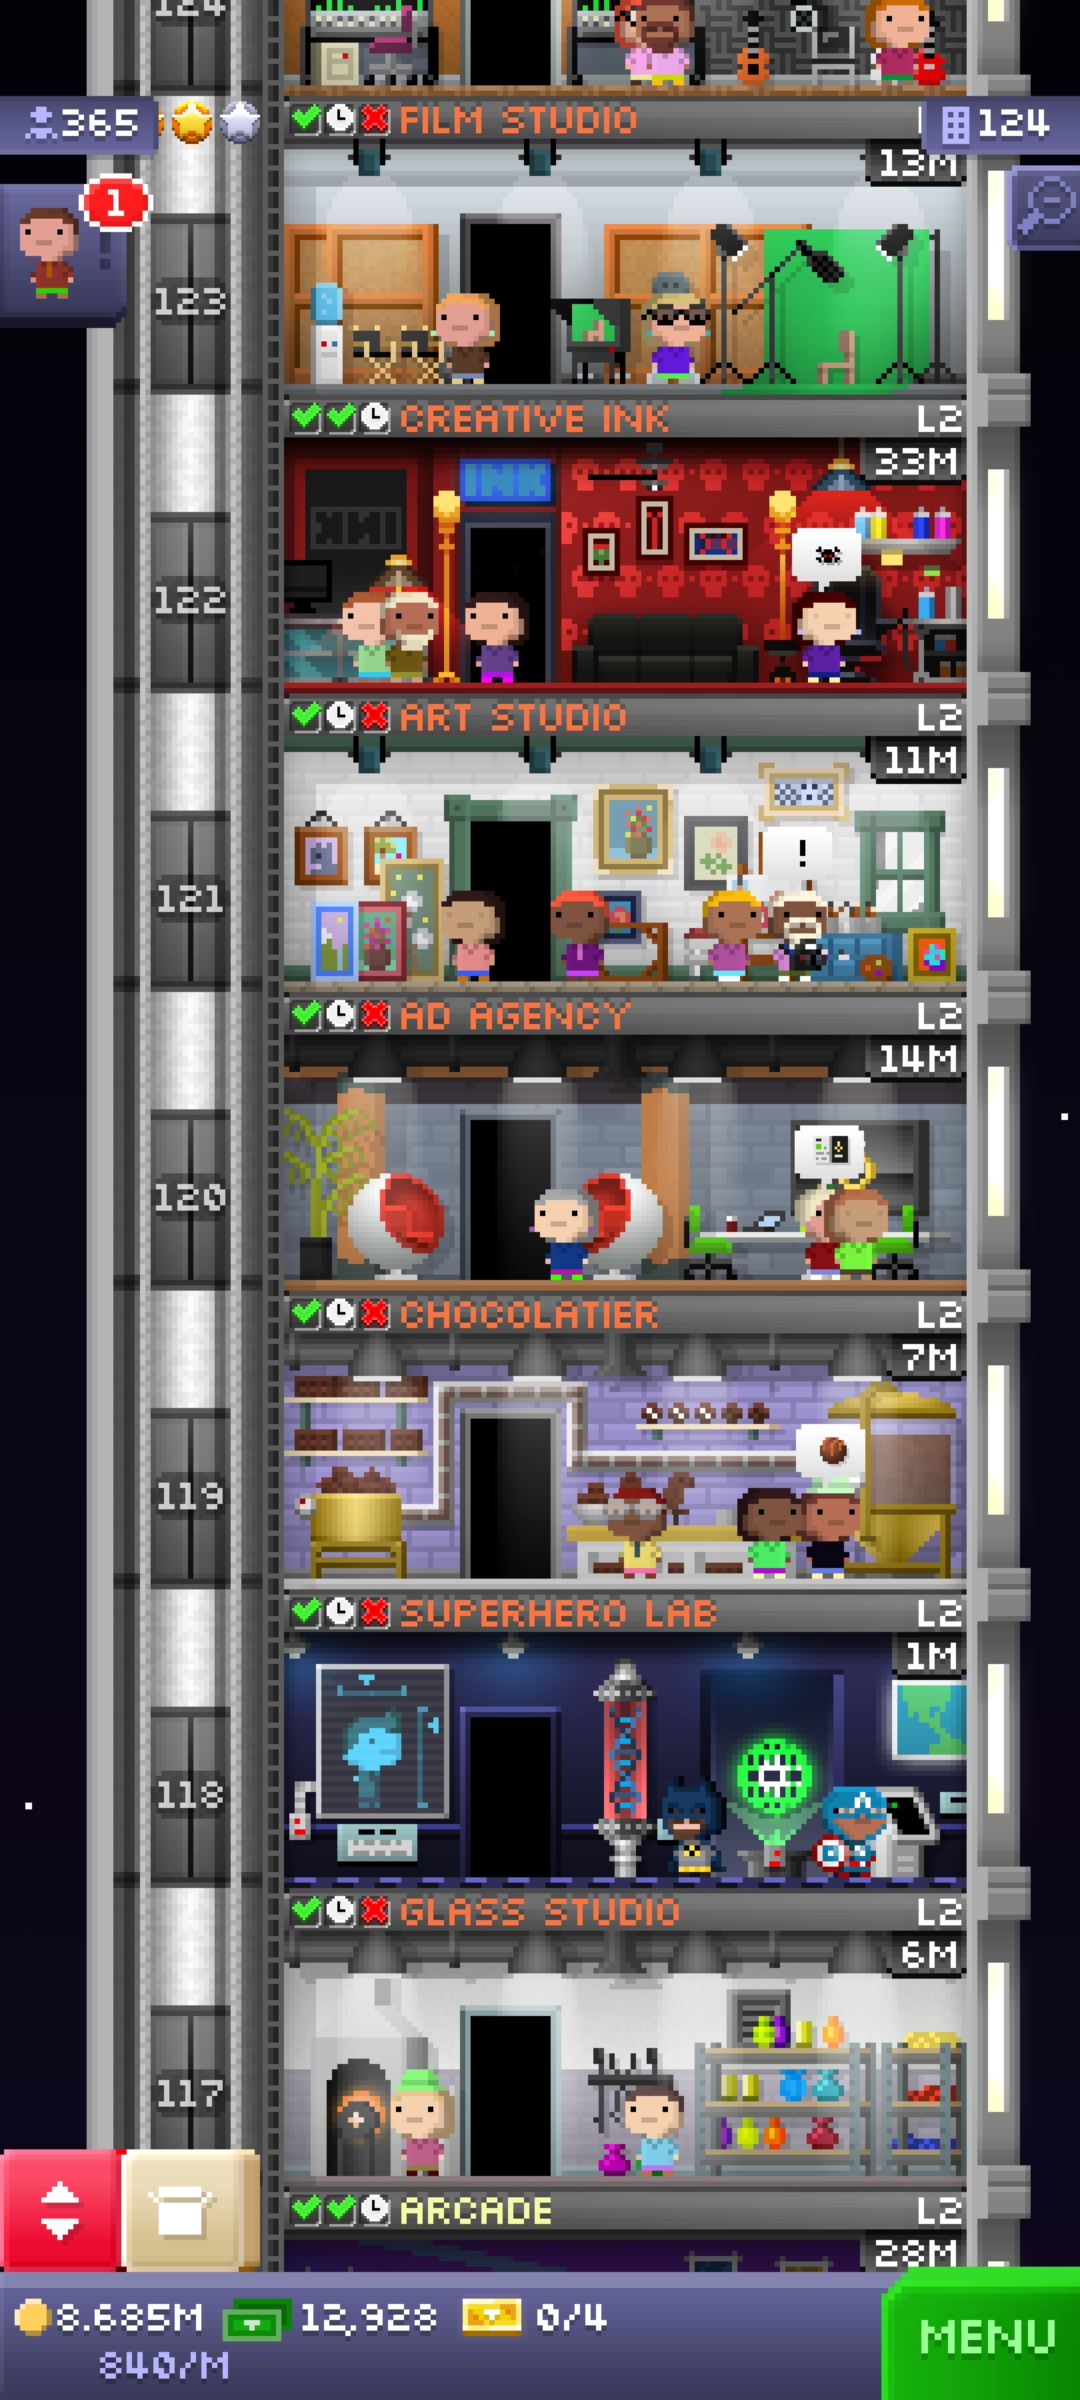 124
365
FILM STUDIO
124
13M
1
123
CREATIVE INK L2
33M
INK
122
ART STUDIO L2
11M
!
121
AD AGENCY L2
14M
120
CHOCOLATIER L2
7M
119
SUPERHERO LAB L2
1M
118
GLASS STUDIO L2
6M
117
ARCADE L2
28M
8.685M 12,928 0/4
840/M
MENU